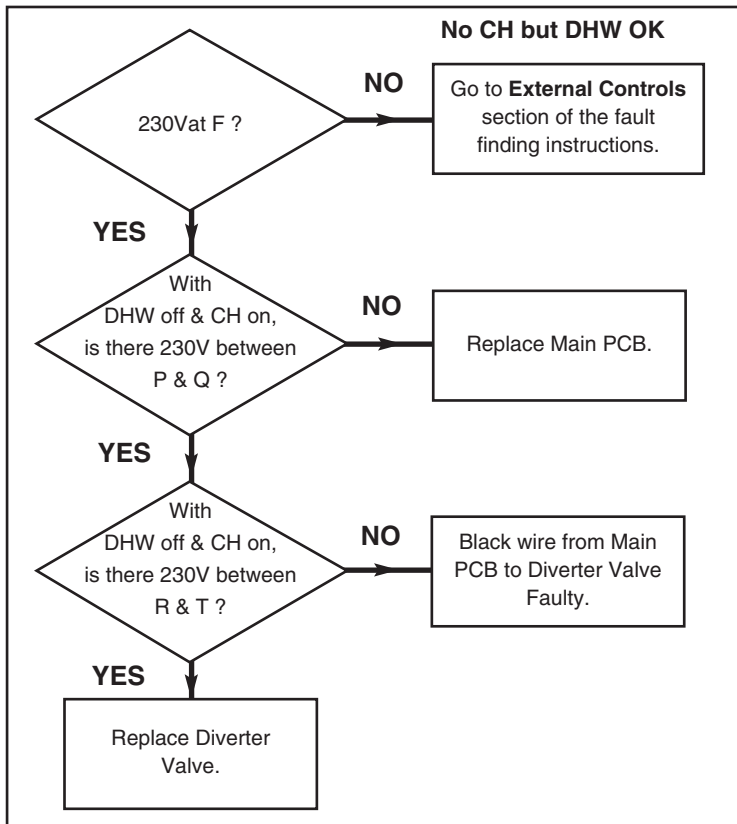 No CH but DHW OK
230Vat F ?
NO
Go to External Controls
section of the fault
finding instructions.
YES
With
DHW off & CH on,
is there 230V between
P & Q ?
NO
Replace Main PCB.
YES
With
DHW off & CH on,
is there 230V between
R & T ?
NO
Black wire from Main
PCB to Diverter Valve
Faulty.
YES
Replace Diverter
Valve.